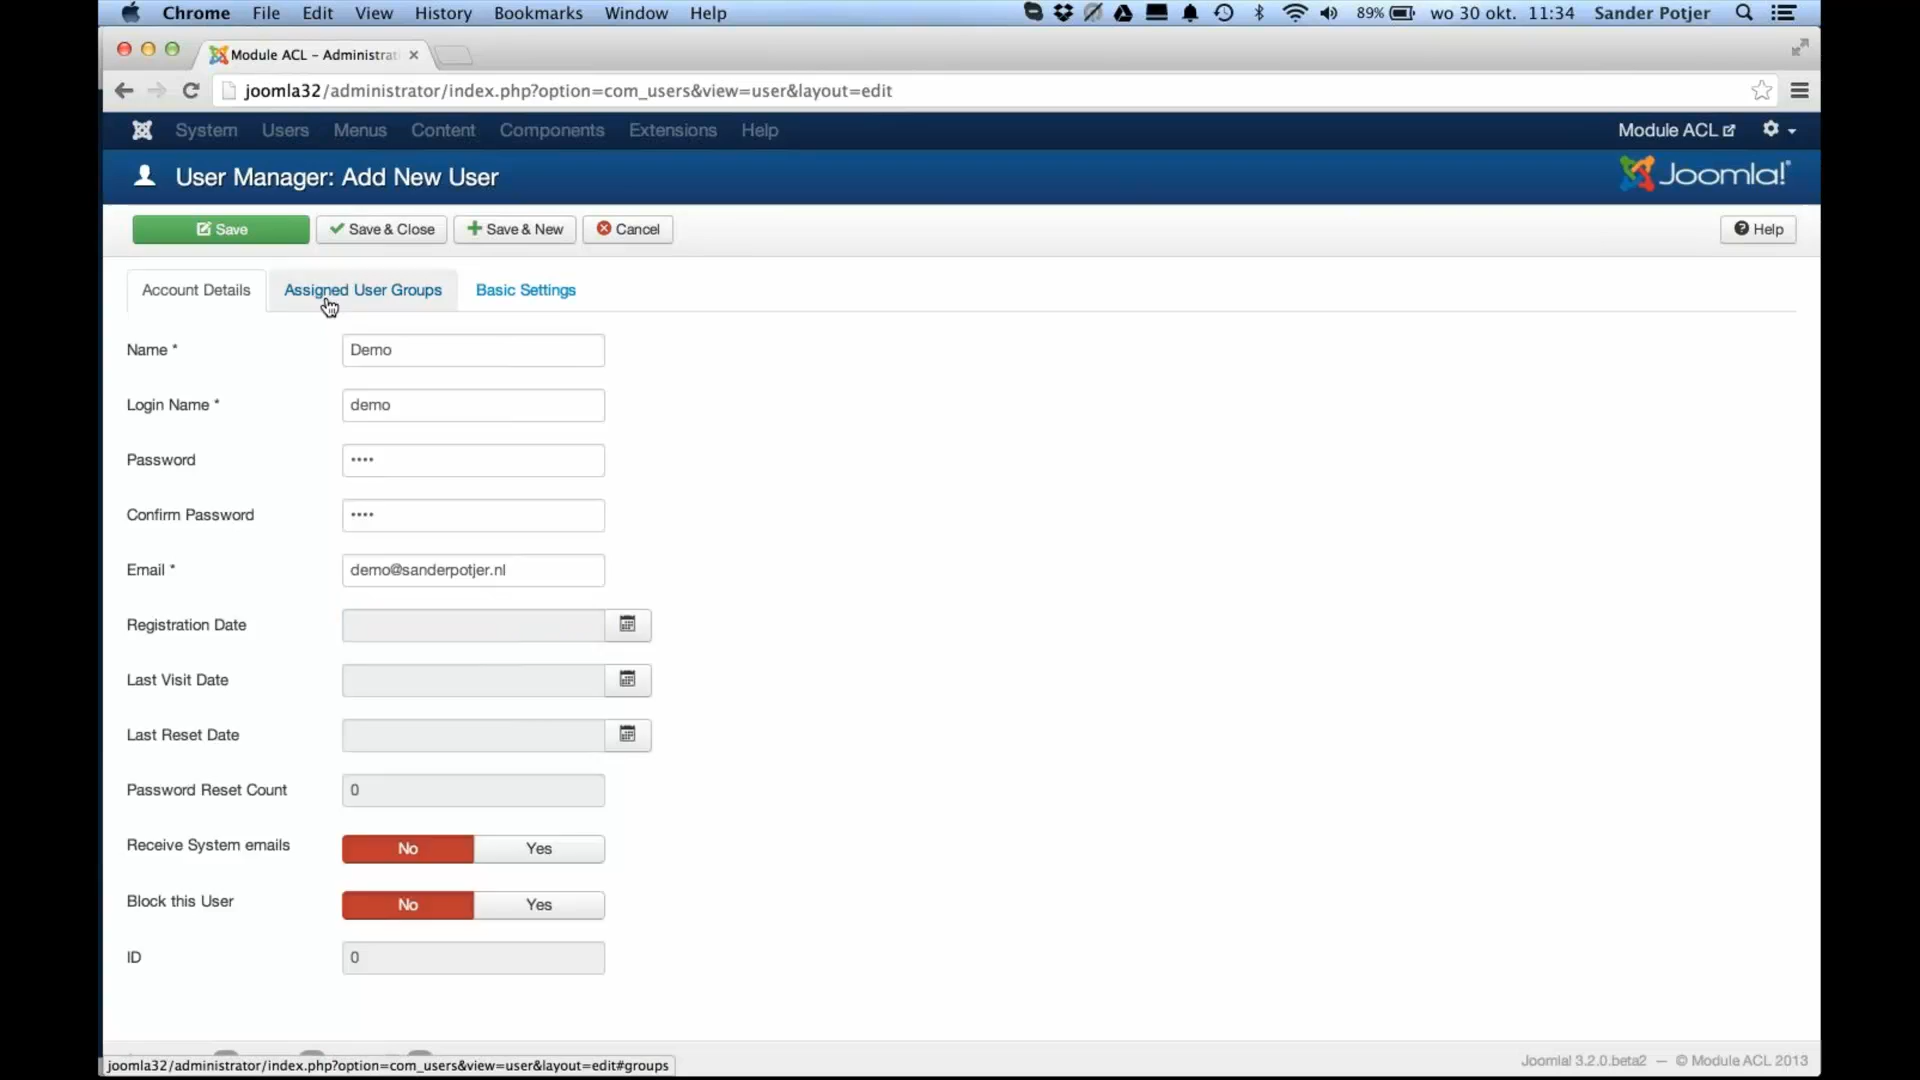 Chrome File Edit View History Bookmarks Window Help 89% wo 30 okt. 11:34 Sander Potjer
Module ACL - Administrat
joomla32/administrator/index.php?option=com_users&view=user&layout=edit
System Users Menus Content Components Extensions Help Module ACL
User Manager: Add New User Joomla!®
Save Save & Close Save & New Cancel Help
Account Details Assigned User Groups Basic Settings
Name * Demo
Login Name * demo
Password ••••
Confirm Password ••••
Email * demo@sanderpotjer.nl
Registration Date
Last Visit Date
Last Reset Date
Password Reset Count 0
Receive System emails No Yes
Block this User No Yes
ID 0
Joomla! 3.2.0.beta2 — © Module ACL 2013
joomla32/administrator/index.php?option=com_users&view=user&layout=edit#groups